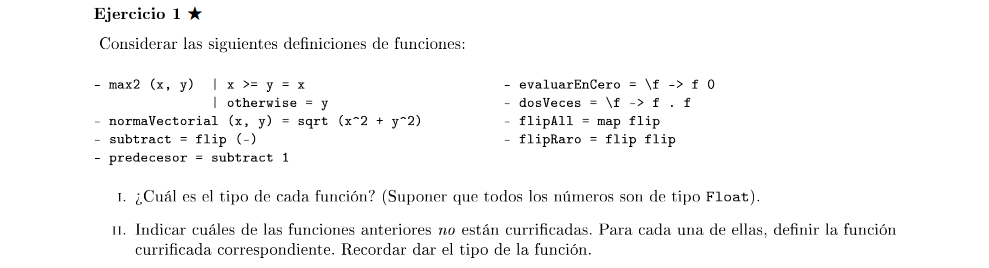 Ejercicio 1 ★
Considerar las siguientes definiciones de funciones:
- max2 (x, y) | x >= y = x
| otherwise = y
- normaVectorial (x, y) = sqrt (x^2 + y^2)
- subtract = flip (-)
- predecesor = subtract 1
- evaluarEnCero = \f -> f 0
- dosVeces = \f -> f . f
- flipAll = map flip
- flipRaro = flip flip
I. ¿Cuál es el tipo de cada función? (Suponer que todos los números son de tipo Float).
II. Indicar cuáles de las funciones anteriores no están currificadas. Para cada una de ellas, definir la función
currificada correspondiente. Recordar dar el tipo de la función.